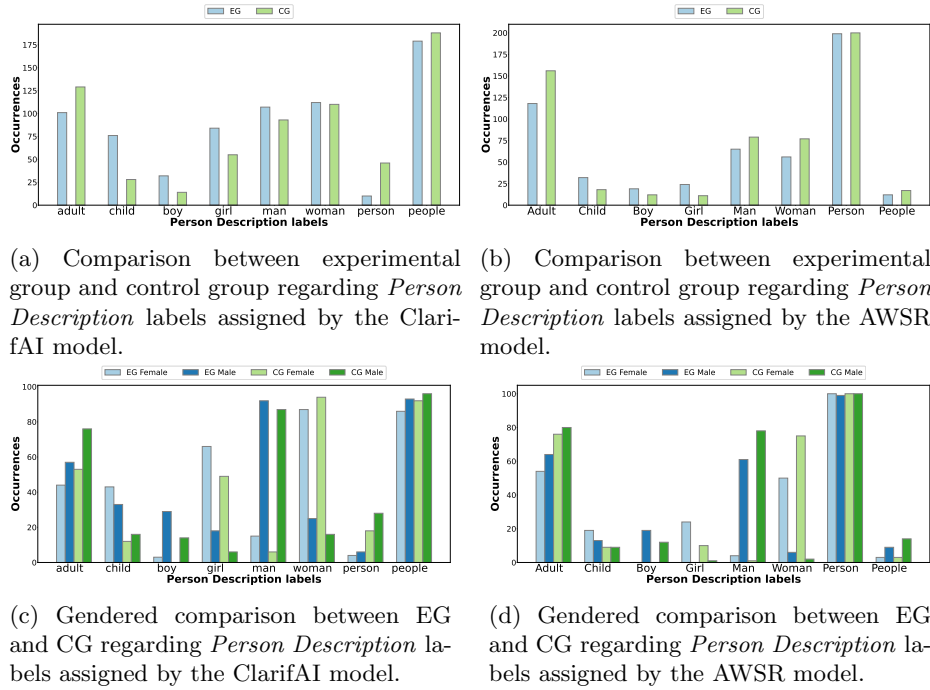 EG CG
Occurrences
175
150
125
100
75
50
25
0
adult child boy girl man woman person people
Person Description labels
(a) Comparison between experimental
group and control group regarding Person
Description labels assigned by the Clari-
fAI model.
EG CG
Occurrences
200
175
150
125
100
75
50
25
0
Adult Child Boy Girl Man Woman Person People
Person Description labels
(b) Comparison between experimental
group and control group regarding Person
Description labels assigned by the AWSR
model.
EG Female EG Male CG Female CG Male
Occurrences
100
80
60
40
20
0
adult child boy girl man woman person people
Person Description labels
(c) Gendered comparison between EG
and CG regarding Person Description la-
bels assigned by the ClarifAI model.
EG Female EG Male CG Female CG Male
Occurrences
100
80
60
40
20
0
Adult Child Boy Girl Man Woman Person People
Person Description labels
(d) Gendered comparison between EG
and CG regarding Person Description la-
bels assigned by the AWSR model.